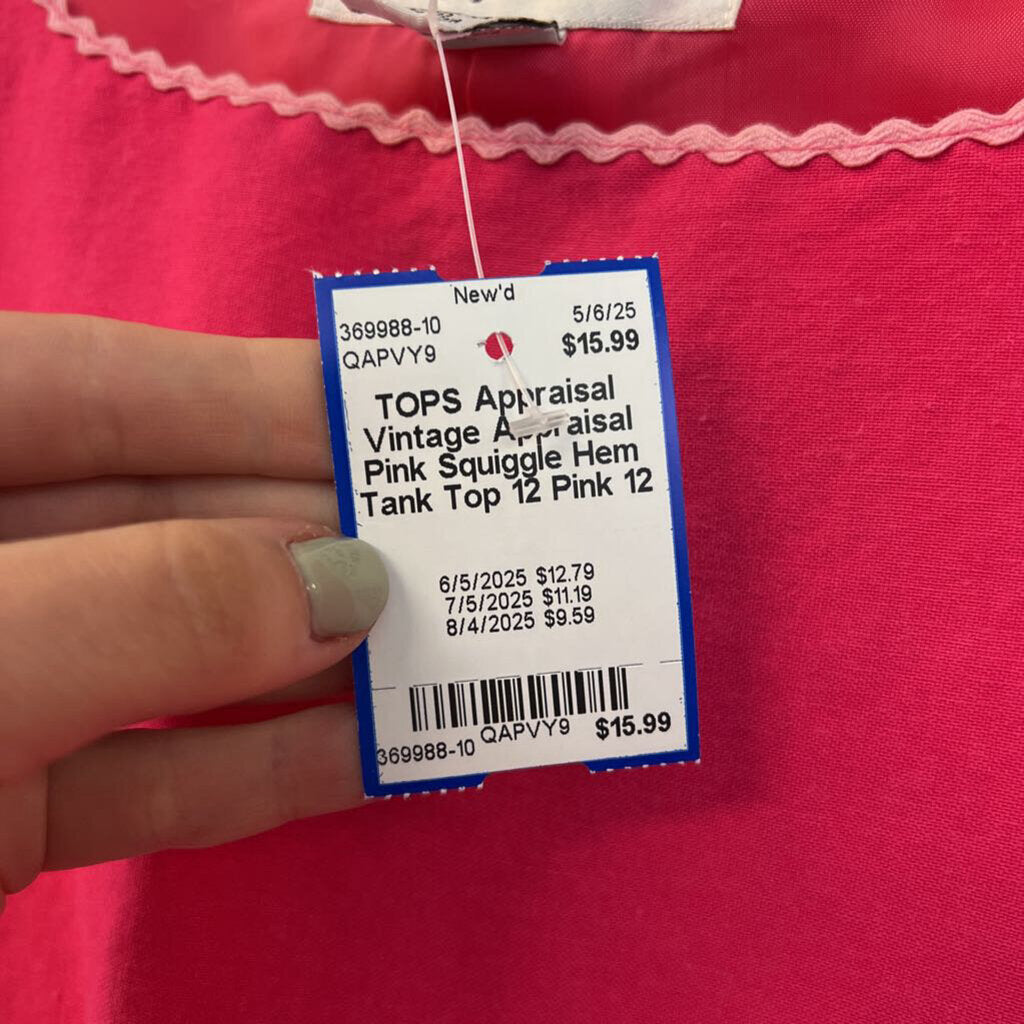 New'd
369988-10 5/6/25
QAPVY9 $15.99
TOPS Appraisal
Vintage Appraisal
Pink Squiggle Hem
Tank Top 12 Pink 12
6/5/2025 $12.79
7/5/2025 $11.19
8/4/2025 $9.59
369988-10 QAPVY9 $15.99